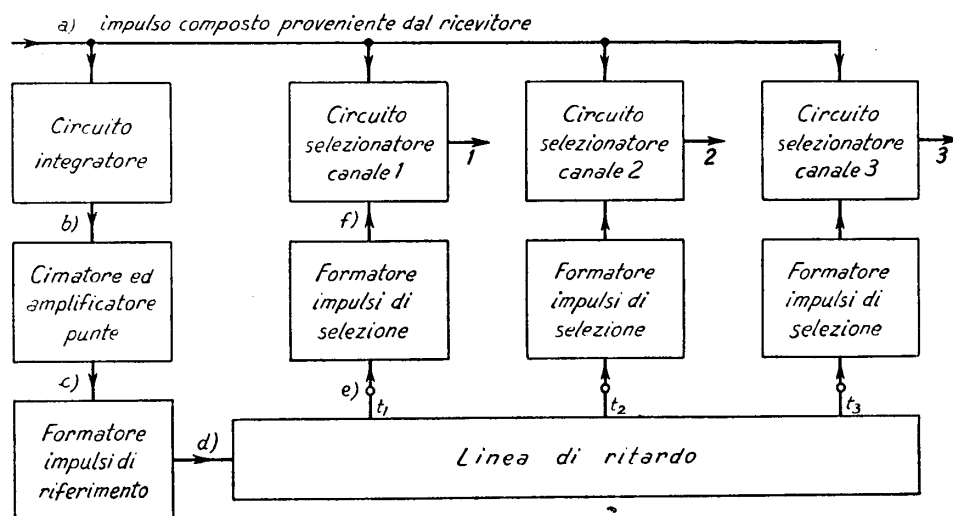 a) impulso composto proveniente dal ricevitore
Circuito
integratore
Circuito
selezionatore
canale 1
1
Circuito
selezionatore
canale 2
2
Circuito
selezionatore
canale 3
3
b)
f)
Cimatore ed
amplificatore
punte
Formatore
impulsi di
selezione
Formatore
impulsi di
selezione
Formatore
impulsi di
selezione
c)
e)
t₁
t₂
t₃
Formatore
impulsi di
riferimento
d)
Linea di ritardo